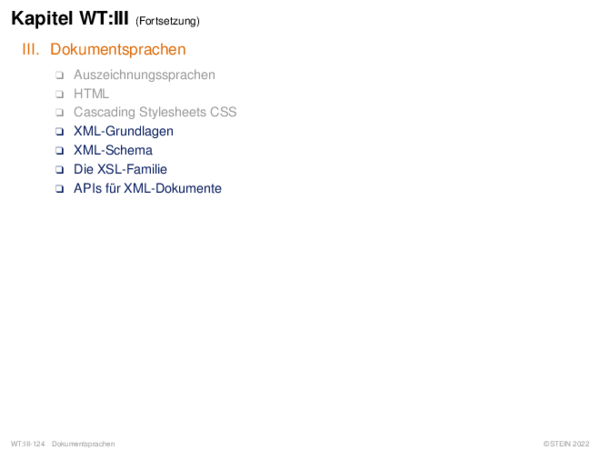 Kapitel WT:III (Fortsetzung)
III. Dokumentsprachen
❑ Auszeichnungssprachen
❑ HTML
❑ Cascading Stylesheets CSS
❑ XML-Grundlagen
❑ XML-Schema
❑ Die XSL-Familie
❑ APIs für XML-Dokumente
WT:III-124 Dokumentsprachen ©STEIN 2022